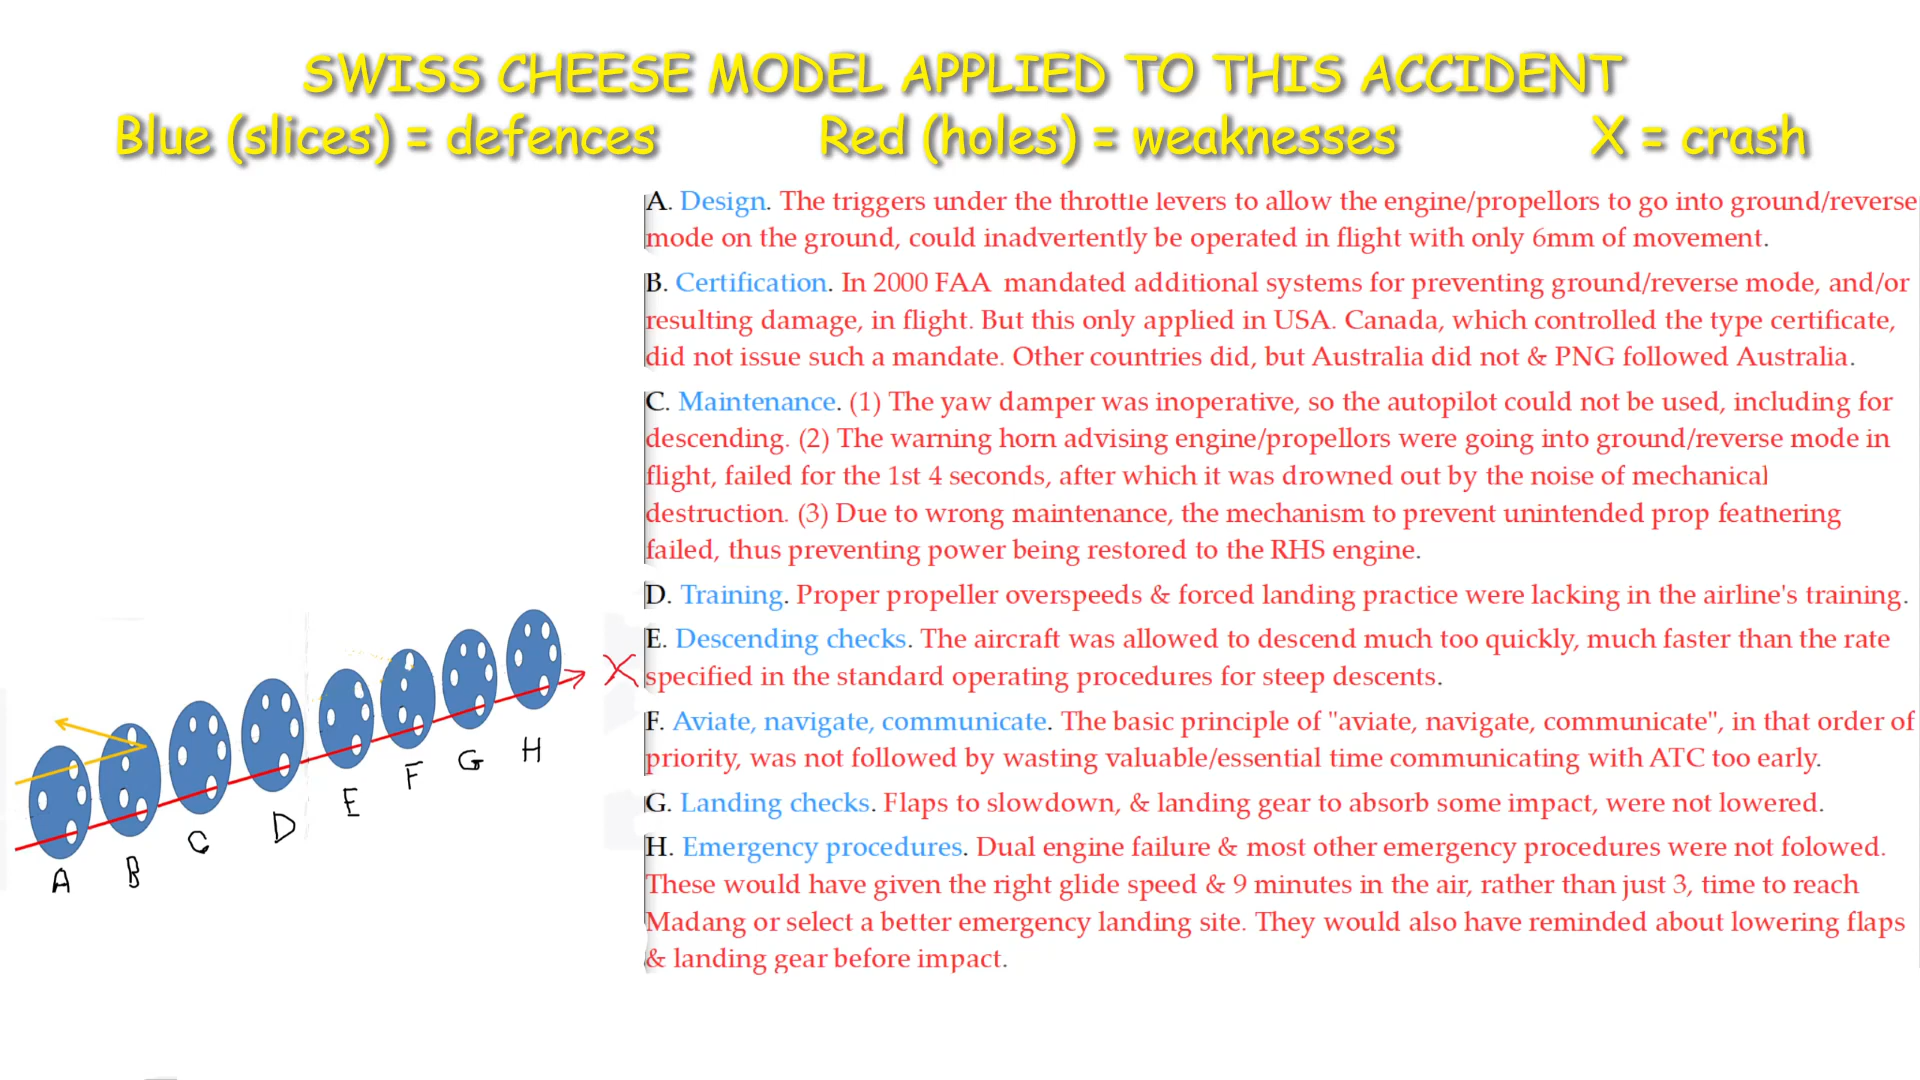 SWISS CHEESE MODEL APPLIED TO THIS ACCIDENT
Blue (slices) = defences Red (holes) = weaknesses X = crash
A. Design. The triggers under the throttle levers to allow the engine/propellors to go into ground/reverse
mode on the ground, could inadvertently be operated in flight with only 6mm of movement.
B. Certification. In 2000 FAA mandated additional systems for preventing ground/reverse mode, and/or
resulting damage, in flight. But this only applied in USA. Canada, which controlled the type certificate,
did not issue such a mandate. Other countries did, but Australia did not & PNG followed Australia.
C. Maintenance. (1) The yaw damper was inoperative, so the autopilot could not be used, including for
descending. (2) The warning horn advising engine/propellors were going into ground/reverse mode in
flight, failed for the 1st 4 seconds, after which it was drowned out by the noise of mechanical
destruction. (3) Due to wrong maintenance, the mechanism to prevent unintended prop feathering
failed, thus preventing power being restored to the RHS engine.
D. Training. Proper propeller overspeeds & forced landing practice were lacking in the airline's training.
E. Descending checks. The aircraft was allowed to descend much too quickly, much faster than the rate
specified in the standard operating procedures for steep descents.
F. Aviate, navigate, communicate. The basic principle of "aviate, navigate, communicate", in that order of
priority, was not followed by wasting valuable/essential time communicating with ATC too early.
G. Landing checks. Flaps to slowdown, & landing gear to absorb some impact, were not lowered.
H. Emergency procedures. Dual engine failure & most other emergency procedures were not folowed.
These would have given the right glide speed & 9 minutes in the air, rather than just 3, time to reach
Madang or select a better emergency landing site. They would also have reminded about lowering flaps
& landing gear before impact.
A
B
C
D
E
F
G
H
X